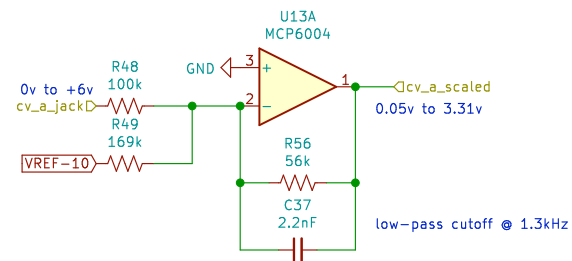 U13A
MCP6004
R48
100k
GND
3
+
1
cv_a_scaled
0v to +6v
cv_a_jack
2
−
0.05v to 3.31v
R49
169k
VREF-10
R56
56k
C37
2.2nF
low-pass cutoff @ 1.3kHz